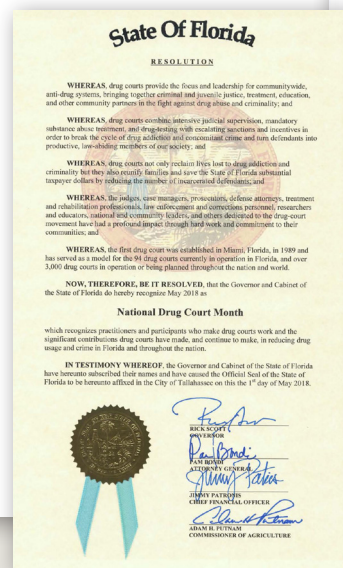 State Of Florida
RESOLUTION
WHEREAS, drug courts provide the focus and leadership for communitywide,
anti-drug systems, bringing together criminal and juvenile justice, treatment, education,
and other community partners in the fight against drug abuse and criminality; and
WHEREAS, drug courts combine intensive judicial supervision, mandatory
substance abuse treatment, and drug-testing with escalating sanctions and incentives in
order to break the cycle of drug addiction and concomitant crime and turn defendants into
productive, law-abiding members of our society; and
WHEREAS, drug courts not only reclaim lives lost to drug addiction and
criminality but they also reunify families and save the State of Florida substantial
taxpayer dollars by reducing the number of incarcerated defendants; and
WHEREAS, the judges, case managers, prosecutors, defense attorneys, treatment
and rehabilitation professionals, law enforcement and corrections personnel, researchers
and educators, national and community leaders, and others dedicated to the drug-court
movement have had a profound impact through hard work and commitment to their
communities; and
WHEREAS, the first drug court was established in Miami, Florida, in 1989 and
has served as a model for the 94 drug courts currently in operation in Florida, and over
3,000 drug courts in operation or being planned throughout the nation and world.
NOW, THEREFORE, BE IT RESOLVED, that the Governor and Cabinet of
the State of Florida do hereby recognize May 2018 as
National Drug Court Month
which recognizes practitioners and participants who make drug courts work and the
significant contributions drug courts have made, and continue to make, in reducing drug
usage and crime in Florida and throughout the nation.
IN TESTIMONY WHEREOF, the Governor and Cabinet of the State of Florida
have hereunto subscribed their names and have caused the Official Seal of the State of
Florida to be hereunto affixed in the City of Tallahassee on this the 1st day of May 2018.
RICK SCOTT
GOVERNOR
Pam Bondi
PAM BONDI
ATTORNEY GENERAL
Jimmy Patronis
JIMMY PATRONIS
CHIEF FINANCIAL OFFICER
Adam H. Putnam
ADAM H. PUTNAM
COMMISSIONER OF AGRICULTURE